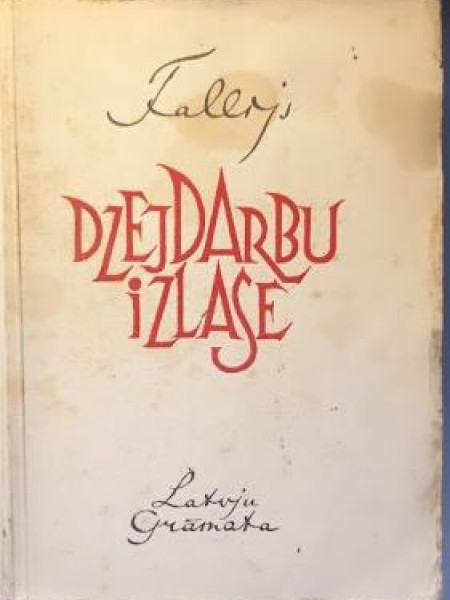 Fallijs
DZEJDARBU
IZLASE
Latvju
Grāmata